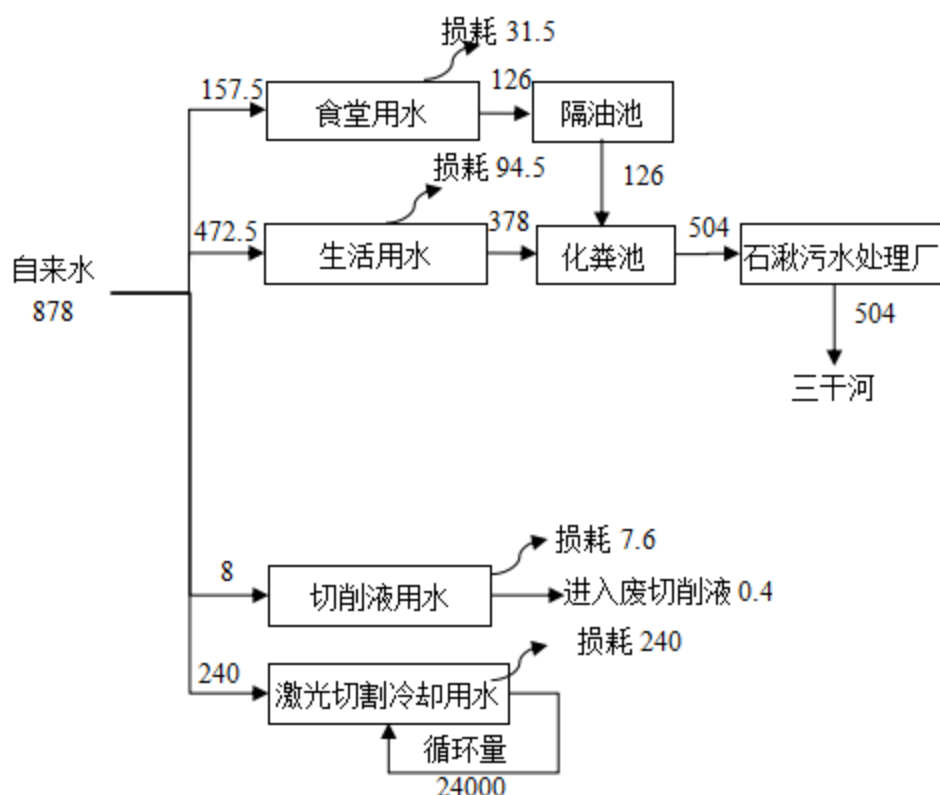 损耗 31.5
157.5
126
食堂用水
隔油池
损耗 94.5
126
472.5
378
504
生活用水
化粪池
石湫污水处理厂
自来水
878
504
三干河
损耗 7.6
8
切削液用水
进入废切削液 0.4
损耗 240
240
激光切割冷却用水
循环量
24000